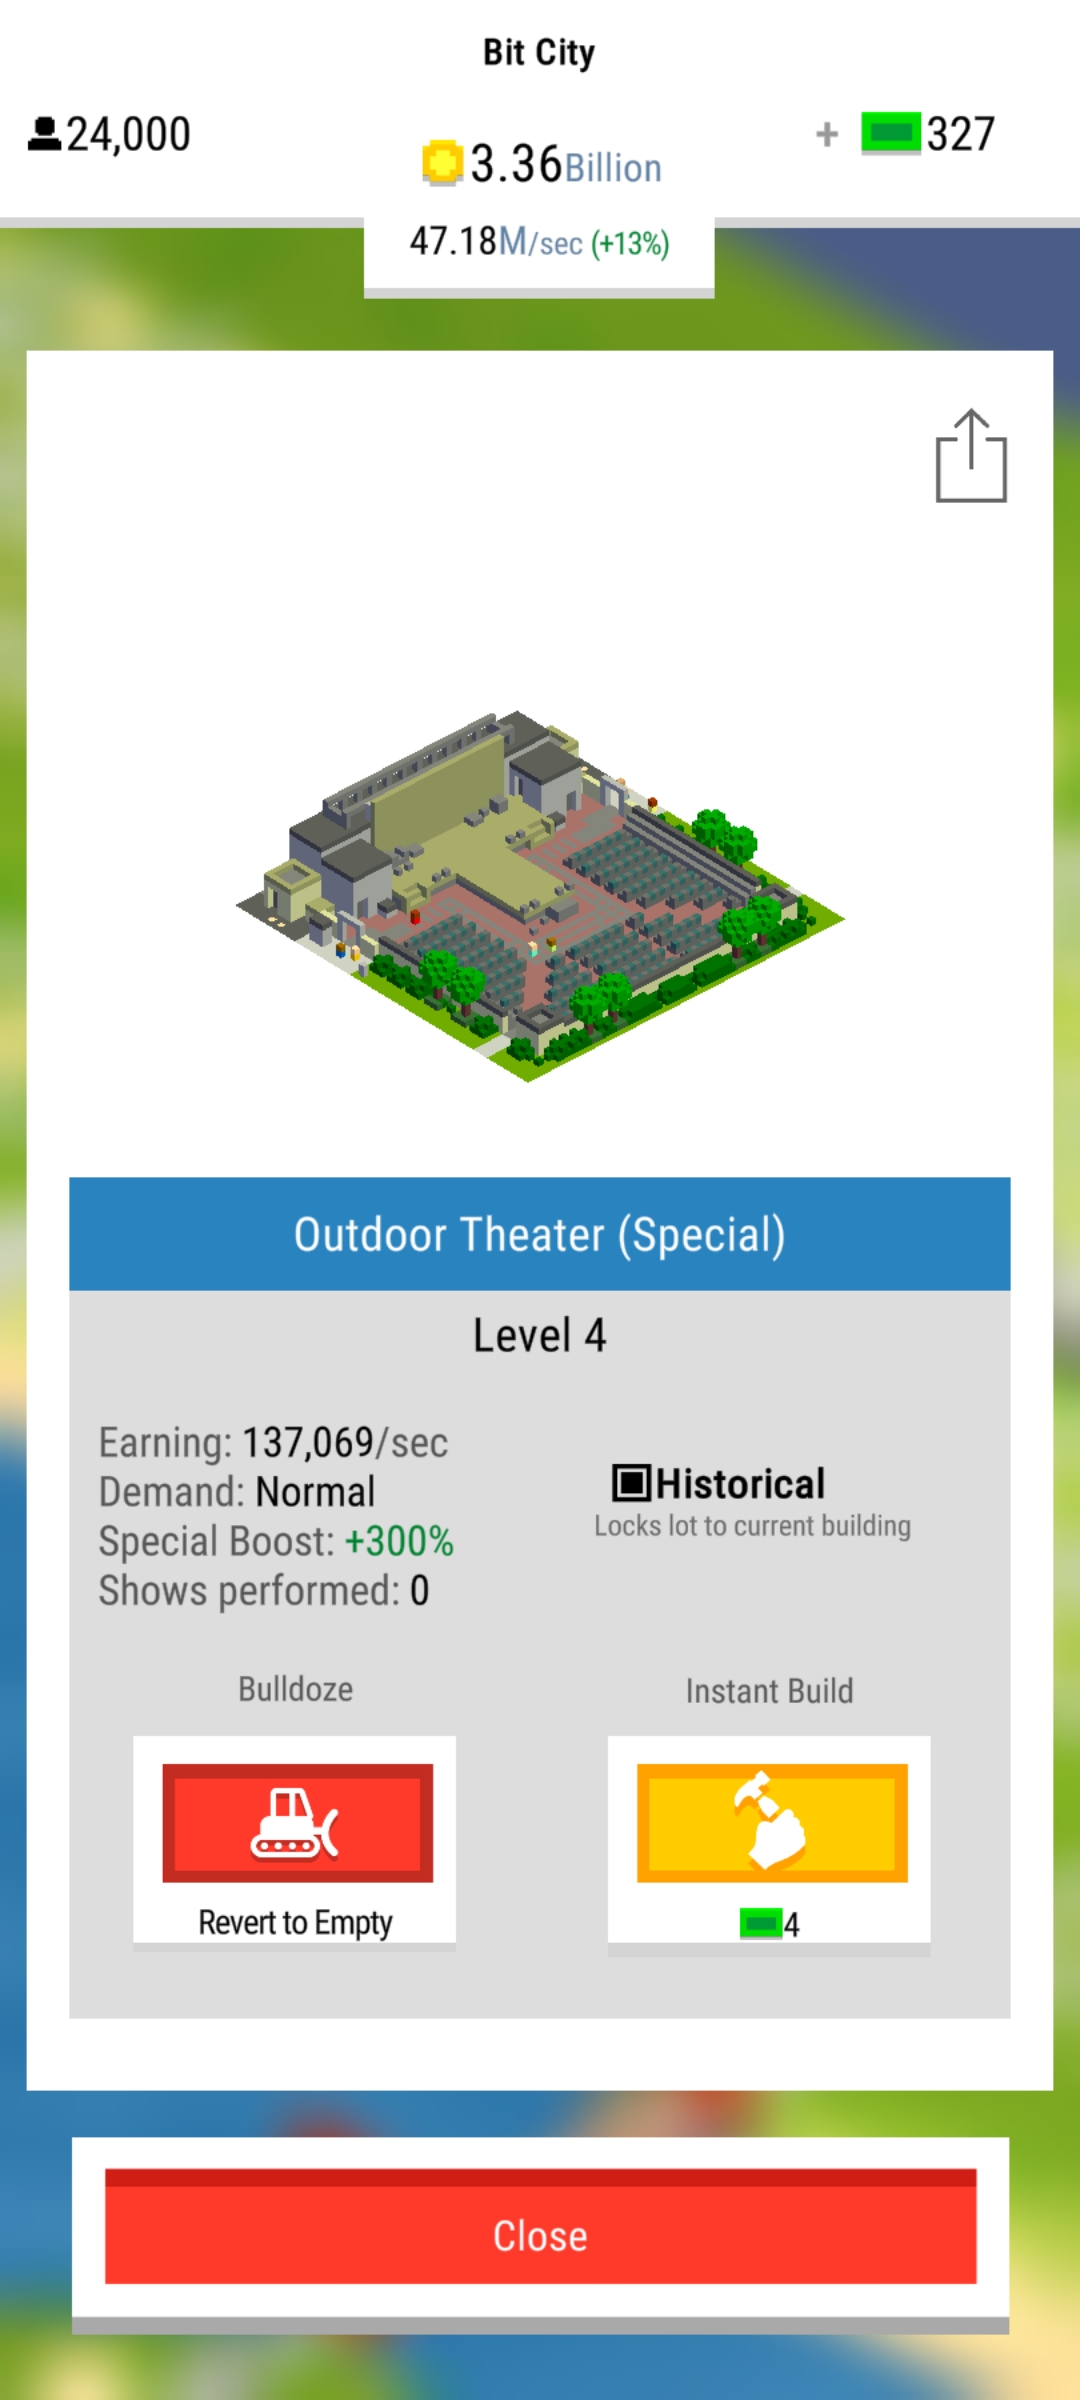 Bit City
24,000
3.36Billion
+ 327
47.18M/sec (+13%)
Outdoor Theater (Special)
Level 4
Earning: 137,069/sec
Demand: Normal
Special Boost: +300%
Shows performed: 0
Historical
Locks lot to current building
Bulldoze
Instant Build
Revert to Empty
4
Close